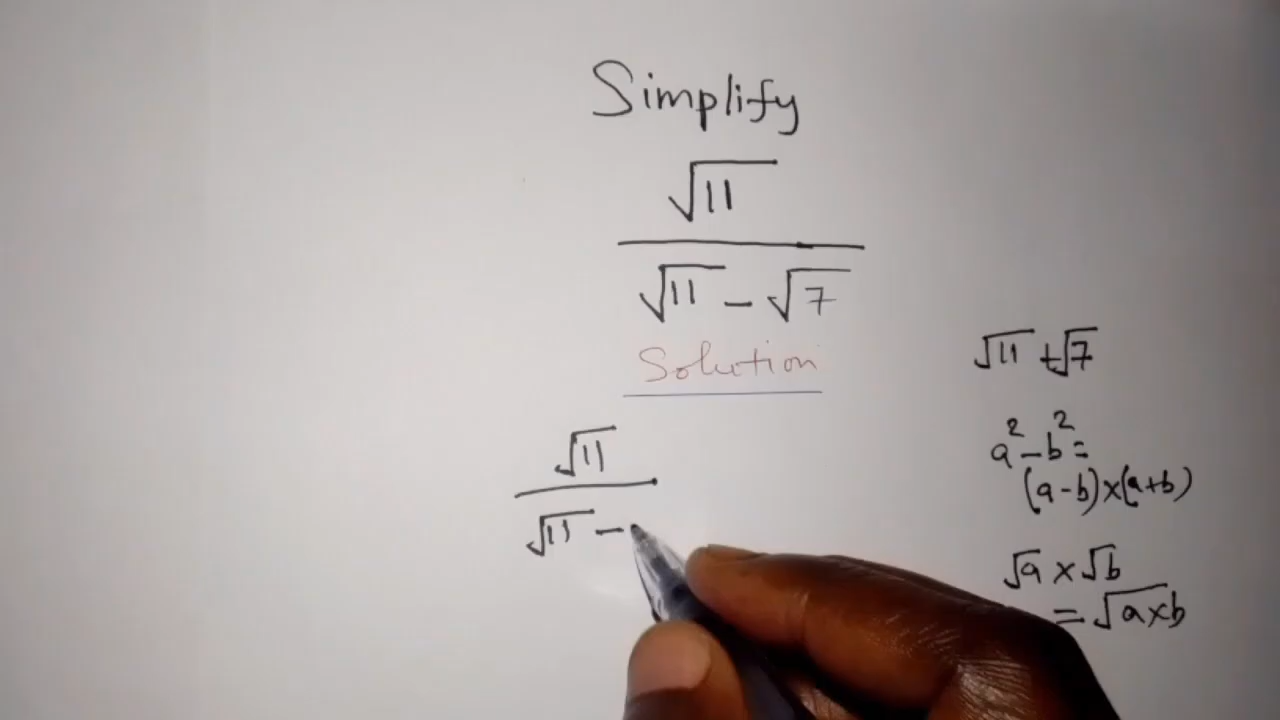 Simplify
√11
√11 - √7
Solution
√11
√11 -
√11 + √7
a² - b² =
(a-b)×(a+b)
√a × √b
= √a×b